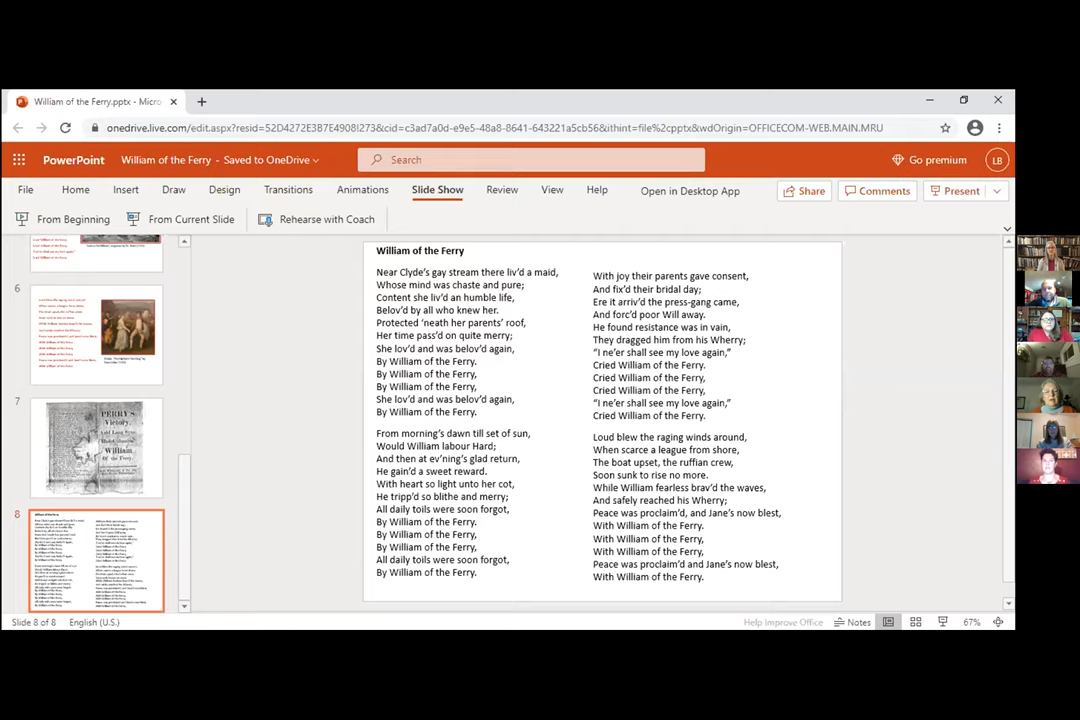 William of the Ferry.pptx - Micro
onedrive.live.com/edit.aspx?resid=52D4272E3B7E4908!273&cid=c3ad7a0d-e9e5-48a8-8641-643221a5cb56&ithint=file%2cpptx&wdOrigin=OFFICECOM-WEB.MAIN.MRU
PowerPoint William of the Ferry - Saved to OneDrive
Search
Go premium LB
File Home Insert Draw Design Transitions Animations Slide Show Review View Help Open in Desktop App Share Comments Present
From Beginning From Current Slide Rehearse with Coach
6
7
PERRY'S
Victory,
William
Of the Ferry.
8
William of the Ferry
Near Clyde's gay stream there liv'd a maid,
Whose mind was chaste and pure;
Content she liv'd an humble life,
Belov'd by all who knew her.
Protected 'neath her parents' roof,
Her time pass'd on quite merry;
She lov'd and was belov'd again,
By William of the Ferry.
By William of the Ferry,
By William of the Ferry,
She lov'd and was belov'd again,
By William of the Ferry.
From morning's dawn till set of sun,
Would William labour Hard;
And then at ev'ning's glad return,
He gain'd a sweet reward.
With heart so light unto her cot,
He tripp'd so blithe and merry;
All daily toils were soon forgot,
By William of the Ferry.
By William of the Ferry,
By William of the Ferry,
All daily toils were soon forgot,
By William of the Ferry.
With joy their parents gave consent,
And fix'd their bridal day;
Ere it arriv'd the press-gang came,
And forc'd poor Will away.
He found resistance was in vain,
They dragged him from his Wherry;
"I ne'er shall see my love again,"
Cried William of the Ferry.
Cried William of the Ferry,
Cried William of the Ferry,
"I ne'er shall see my love again,"
Cried William of the Ferry.
Loud blew the raging winds around,
When scarce a league from shore,
The boat upset, the ruffian crew,
Soon sunk to rise no more.
While William fearless brav'd the waves,
And safely reached his Wherry;
Peace was proclaim'd, and Jane's now blest,
With William of the Ferry.
With William of the Ferry,
With William of the Ferry,
Peace was proclaim'd and Jane's now blest,
With William of the Ferry.
Slide 8 of 8 English (U.S.) Help Improve Office Notes 67%